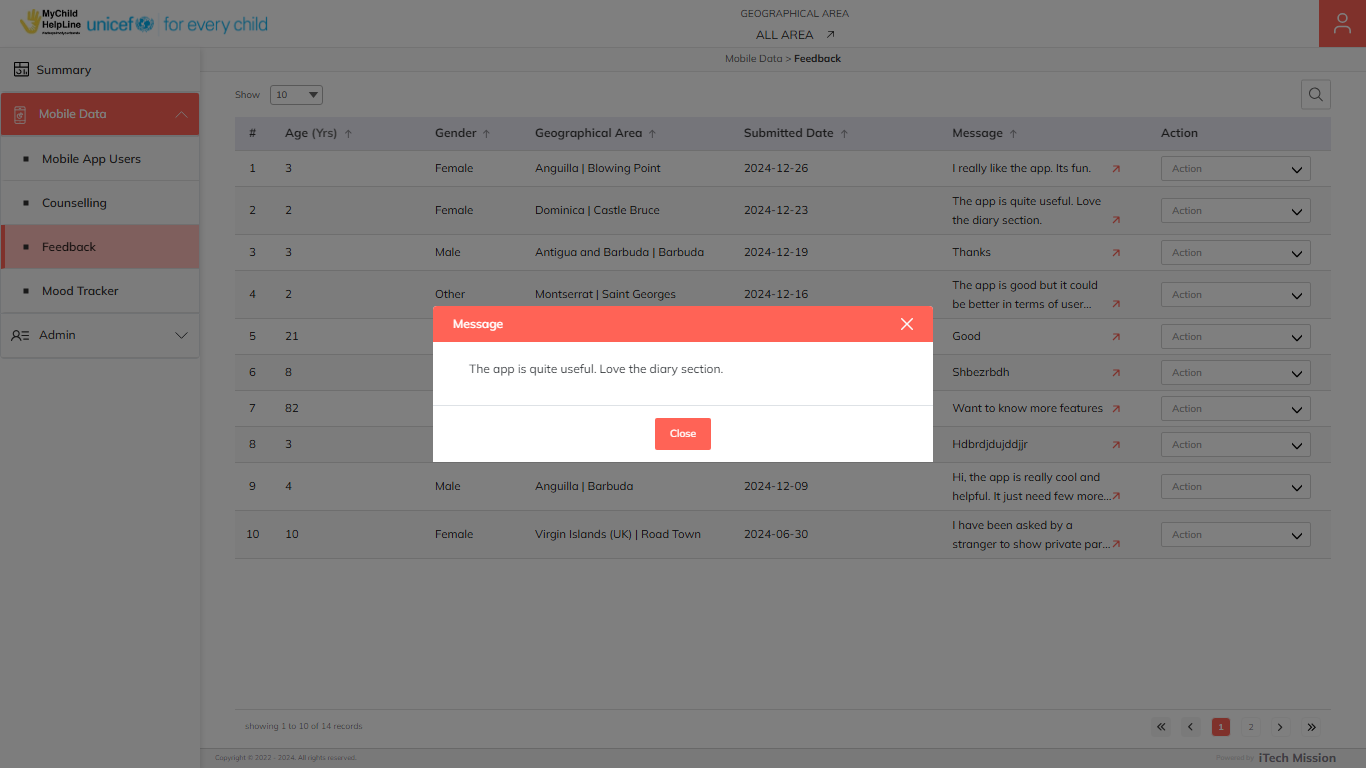 MyChild
HelpLine
unicef for every child
GEOGRAPHICAL AREA
ALL AREA
Mobile Data > Feedback
Summary
Mobile Data
Mobile App Users
Counselling
Feedback
Mood Tracker
Admin
Show 10
# Age (Yrs) Gender Geographical Area Submitted Date Message Action
1 3 Female Anguilla | Blowing Point 2024-12-26 I really like the app. Its fun. Action
2 2 Female Dominica | Castle Bruce 2024-12-23 The app is quite useful. Love
the diary section. Action
3 3 Male Antigua and Barbuda | Barbuda 2024-12-19 Thanks Action
4 2 Other Montserrat | Saint Georges 2024-12-16 The app is good but it could
be better in terms of user... Action
5 21 Good Action
6 8 Shbezrbdh Action
7 82 Want to know more features Action
8 3 Hdbrdjdujddjjr Action
9 4 Male Anguilla | Barbuda 2024-12-09 Hi, the app is really cool and
helpful. It just need few more... Action
10 10 Female Virgin Islands (UK) | Road Town 2024-06-30 I have been asked by a
stranger to show private par... Action
Message
The app is quite useful. Love the diary section.
Close
showing 1 to 10 of 14 records
1 2
Copyright © 2022 - 2024. All rights reserved.
Powered by iTech Mission